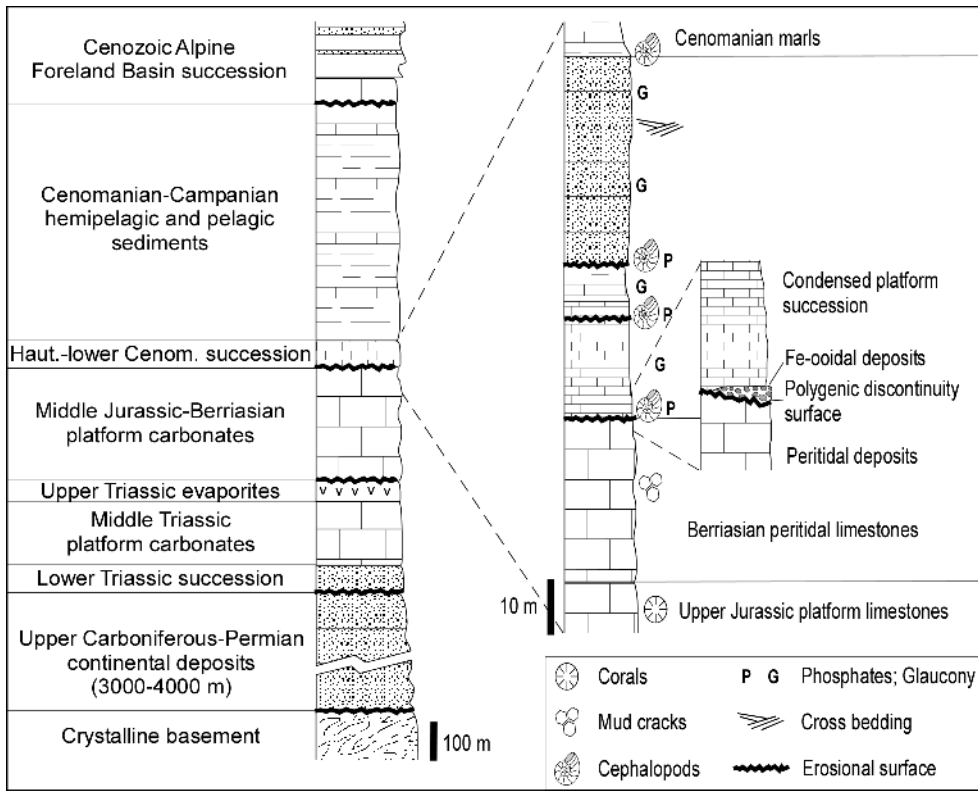 Cenozoic Alpine
Foreland Basin succession
Cenomanian-Campanian
hemipelagic and pelagic
sediments
Haut.-lower Cenom. succession
Middle Jurassic-Berriasian
platform carbonates
Upper Triassic evaporites
v v v v v
Middle Triassic
platform carbonates
Lower Triassic succession
Upper Carboniferous-Permian
continental deposits
(3000-4000 m)
Crystalline basement
100 m
Cenomanian marls
G
G
P
G
P
G
P
Berriasian peritidal limestones
10 m
Upper Jurassic platform limestones
Condensed platform
succession
Fe-ooidal deposits
Polygenic discontinuity
surface
Peritidal deposits
Corals
P G Phosphates; Glaucony
Mud cracks
Cross bedding
Cephalopods
Erosional surface